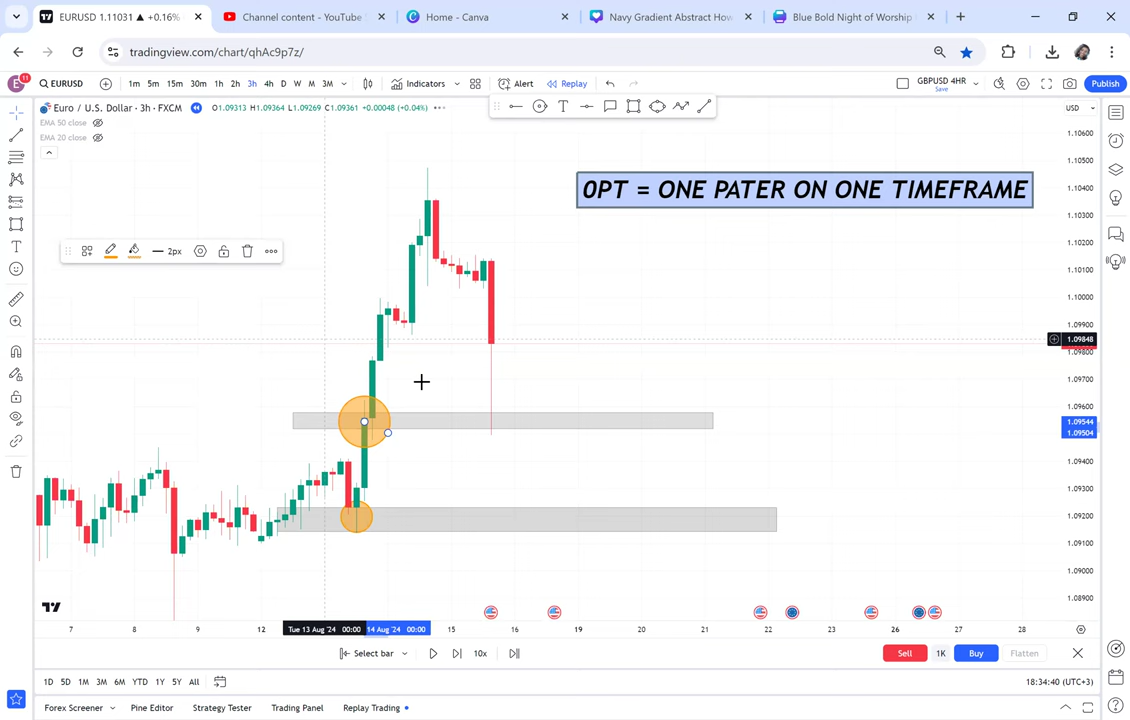 EURUSD 1.11031 ▲ +0.16%
Channel content - YouTube
Home - Canva
Navy Gradient Abstract How
Blue Bold Night of Worship
tradingview.com/chart/qhAc9p7z/
E 11 EURUSD 1m 5m 15m 30m 1h 2h 3h 4h D W M 3M Indicators Alert Replay GBPUSD 4HR Save Publish
Euro / U.S. Dollar · 3h · FXCM O1.09313 H1.09364 L1.09269 C1.09361 +0.00048 (+0.04%)
USD
EMA 50 close
EMA 20 close
0PT = ONE PATER ON ONE TIMEFRAME
2px
1.10600
1.10500
1.10400
1.10300
1.10200
1.10100
1.10000
1.09900
1.09848
1.09800
1.09700
1.09600
1.09544
1.09504
1.09400
1.09300
1.09200
1.09100
1.09000
1.08900
7 8 9 12 Tue 13 Aug '24 00:00 14 Aug '24 00:00 15 16 19 20 21 22 23 26 27 28
Select bar 10x Sell 1K Buy Flatten
1D 5D 1M 3M 6M YTD 1Y 5Y All 18:34:40 (UTC+3)
Forex Screener Pine Editor Strategy Tester Trading Panel Replay Trading